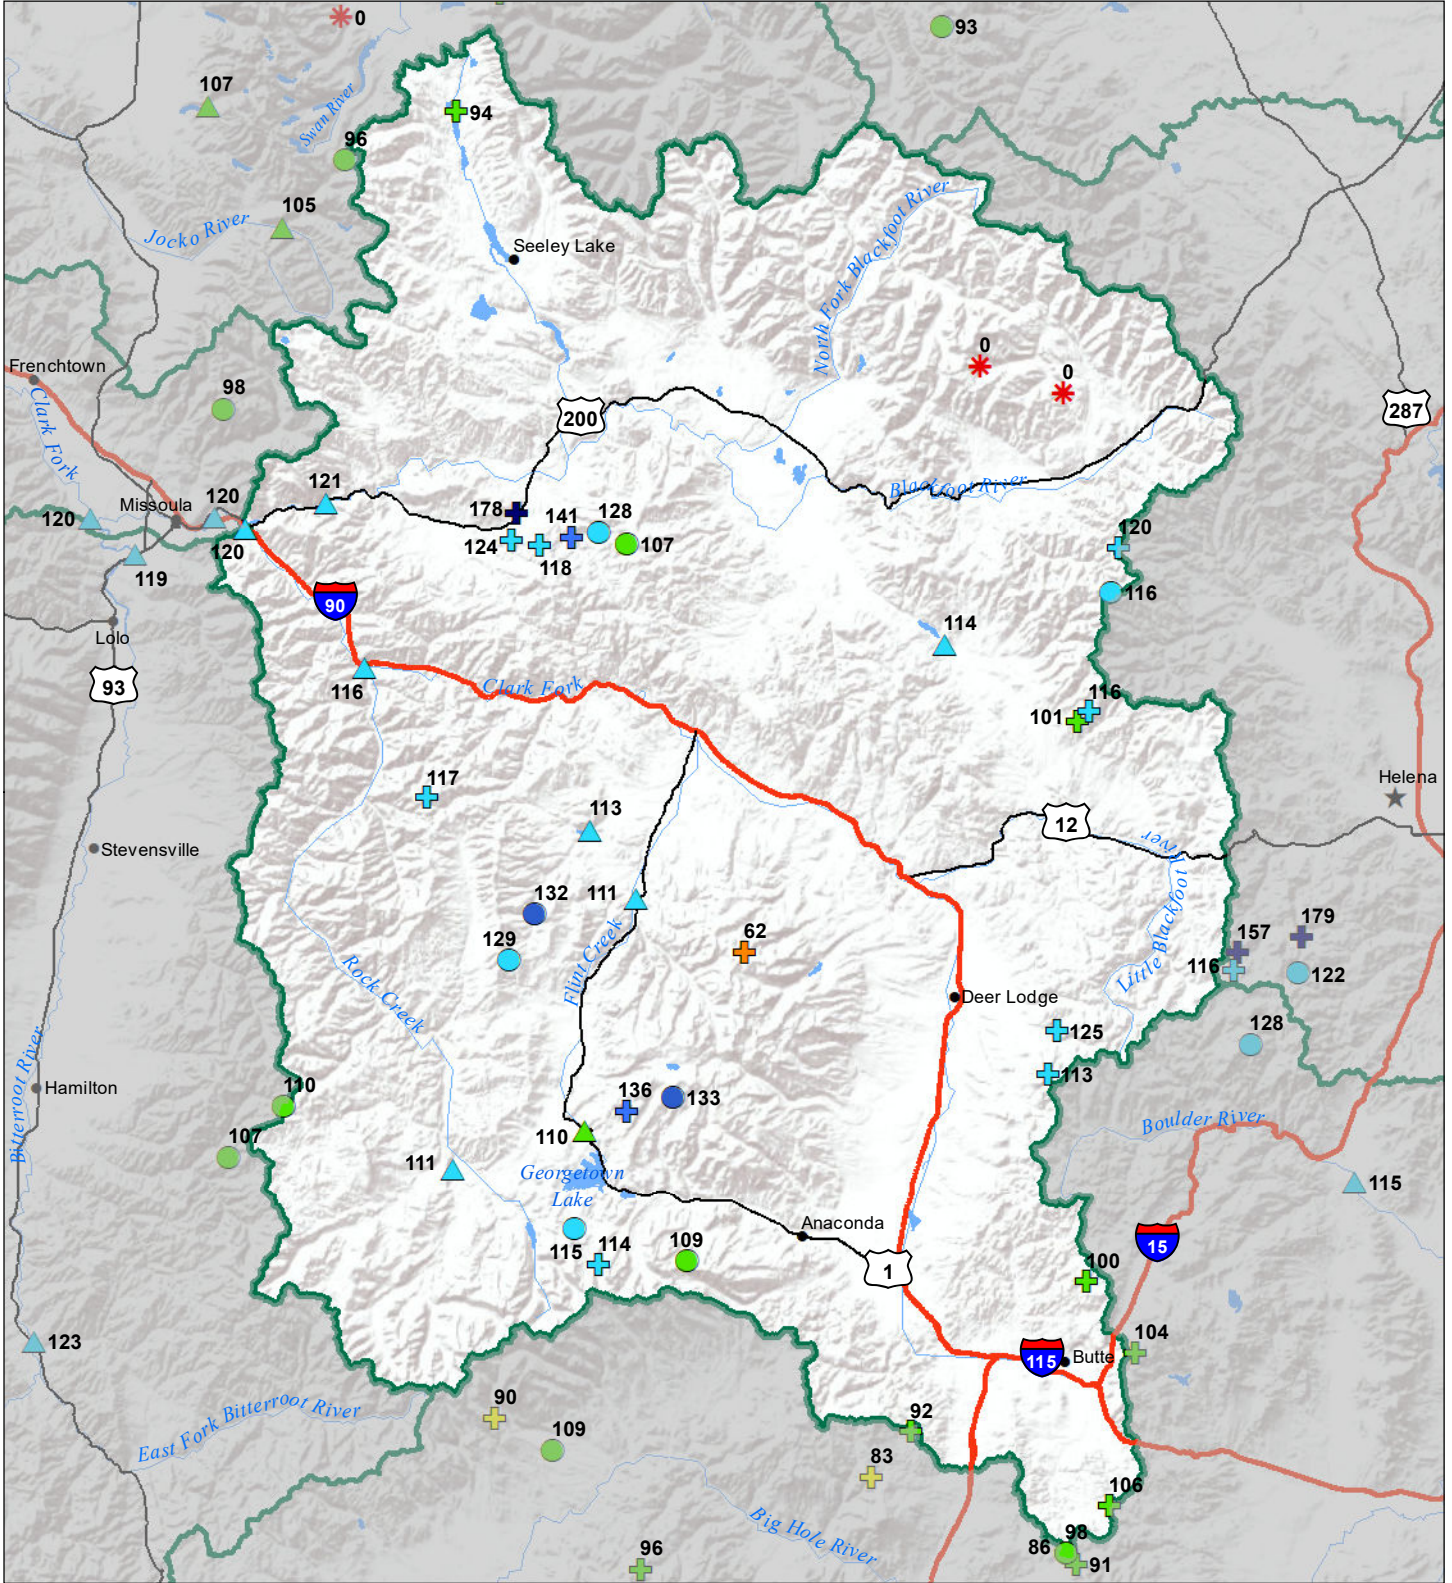 0
93
107
94
Swan River
96
105
Jocko River
North Fork Blackfoot River
Seeley Lake
0
0
Frenchtown
98
200
287
Clark Fork
121
178
141
128
Missoula
120
120
120
124
118
107
Blackfoot River
120
119
116
90
Lolo
114
93
116
Clark Fork
116
101
117
Helena
113
12
Stevensville
Little Blackfoot River
132
111
129
62
157
179
116
122
Flint Creek
Rock Creek
Deer Lodge
125
128
113
Bitterroot River
Hamilton
110
136
133
110
107
Boulder River
111
Georgetown
Lake
115
Anaconda
115
114
109
1
15
100
123
104
115
Butte
90
92
East Fork Bitterroot River
109
83
106
Big Hole River
98
86
91
96